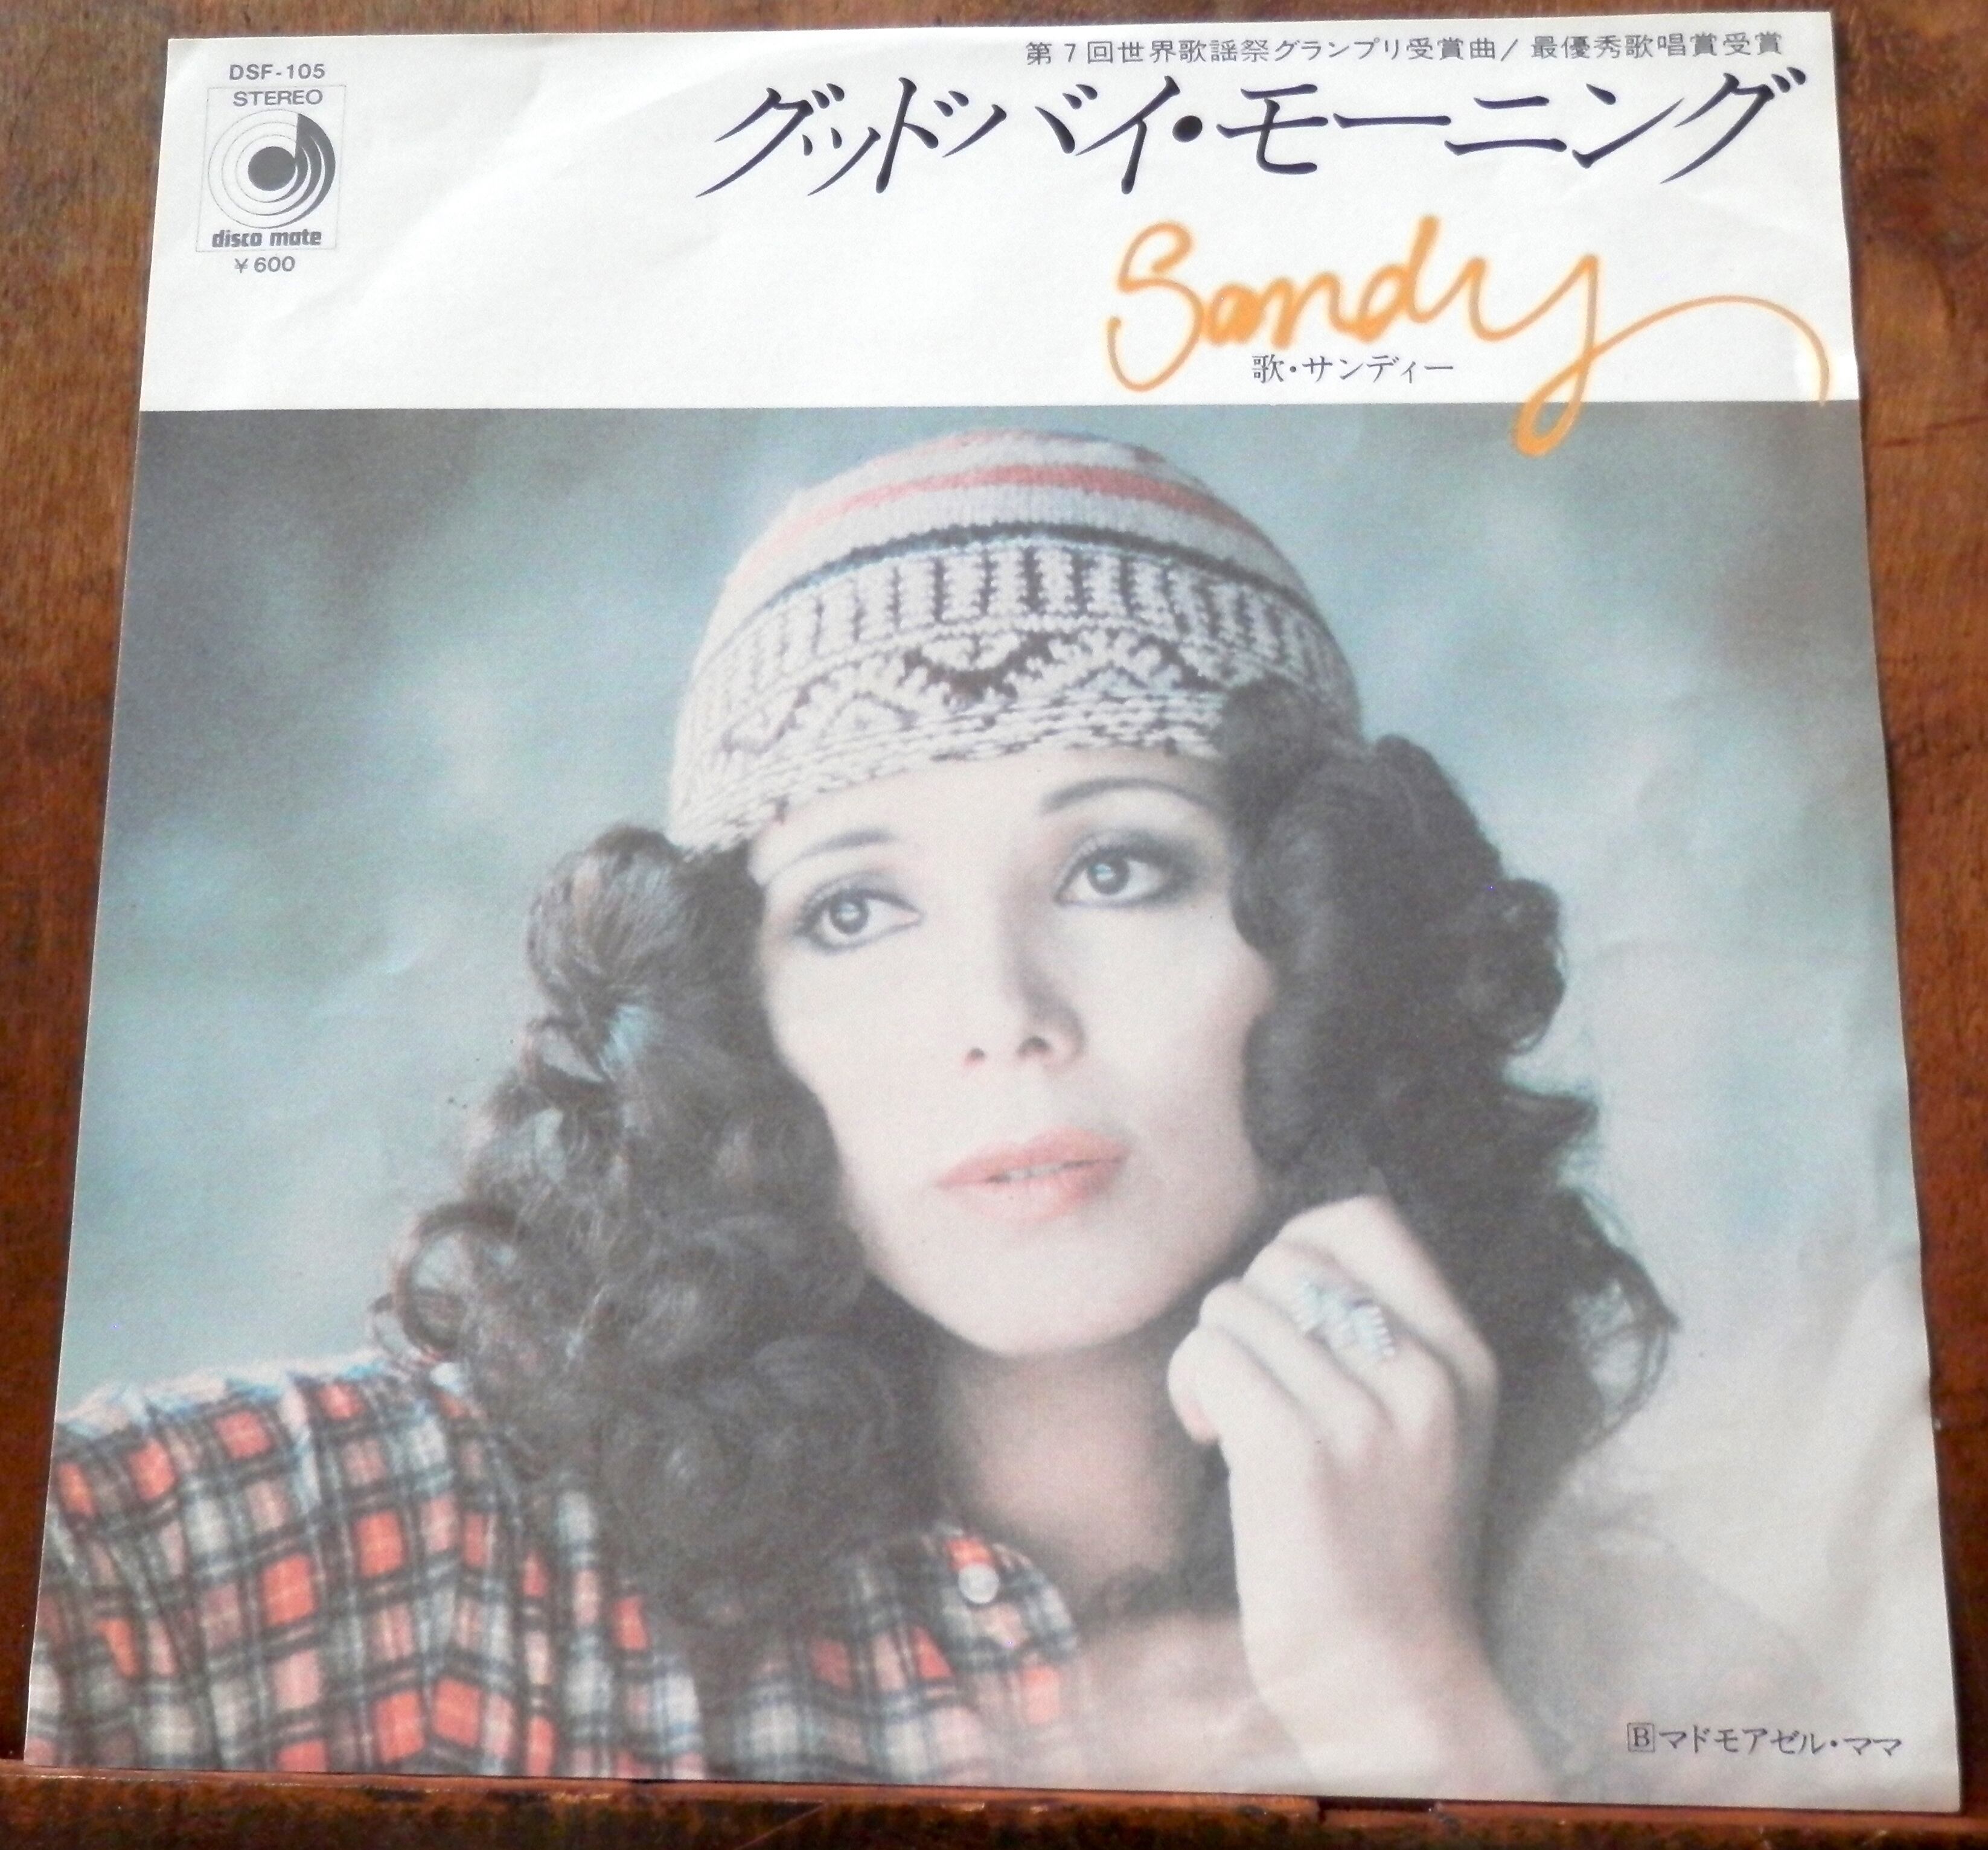 第7回世界歌謡祭グランプリ受賞曲/最優秀歌唱賞受賞
DSF-105
STEREO
disco mate
¥600
グッドバイ・モーニング
Sandy
歌・サンディー
B マドモアゼル・ママ